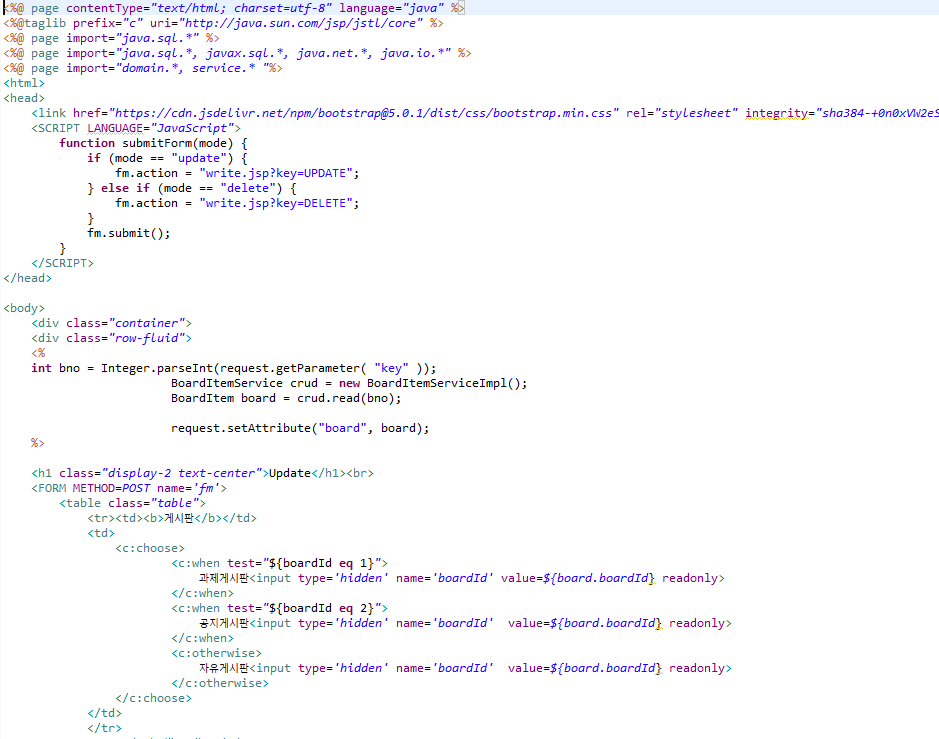 <%@ page contentType="text/html; charset=utf-8" language="java" %>
<%@taglib prefix="c" uri="http://java.sun.com/jsp/jstl/core" %>
<%@ page import="java.sql.*" %>
<%@ page import="java.sql.*, javax.sql.*, java.net.*, java.io.*" %>
<%@ page import="domain.*, service.* "%>
<html>
<head>
    <link href="https://cdn.jsdelivr.net/npm/bootstrap@5.0.1/dist/css/bootstrap.min.css" rel="stylesheet" integrity="sha384-+0n0xVW2eS
    <SCRIPT LANGUAGE="JavaScript">
        function submitForm(mode) {
            if (mode == "update") {
                fm.action = "write.jsp?key=UPDATE";
            } else if (mode == "delete") {
                fm.action = "write.jsp?key=DELETE";
            }
            fm.submit();
        }
    </SCRIPT>
</head>
<body>
    <div class="container">
    <div class="row-fluid">
    <%
    int bno = Integer.parseInt(request.getParameter( "key" ));
                        BoardItemService crud = new BoardItemServiceImpl();
                        BoardItem board = crud.read(bno);
                        request.setAttribute("board", board);
    %>
    <h1 class="display-2 text-center">Update</h1><br>
    <FORM METHOD=POST name='fm'>
        <table class="table">
            <tr><td><b>게시판</b></td>
            <td>
                <c:choose>
                        <c:when test="${boardId eq 1}">
                            과제게시판<input type='hidden' name='boardId' value=${board.boardId} readonly>
                        </c:when>
                        <c:when test="${boardId eq 2}">
                            공지게시판<input type='hidden' name='boardId'  value=${board.boardId} readonly>
                        </c:when>
                        <c:otherwise>
                            자유게시판<input type='hidden' name='boardId'  value=${board.boardId} readonly>
                        </c:otherwise>
                </c:choose>
            </td>
            </tr>